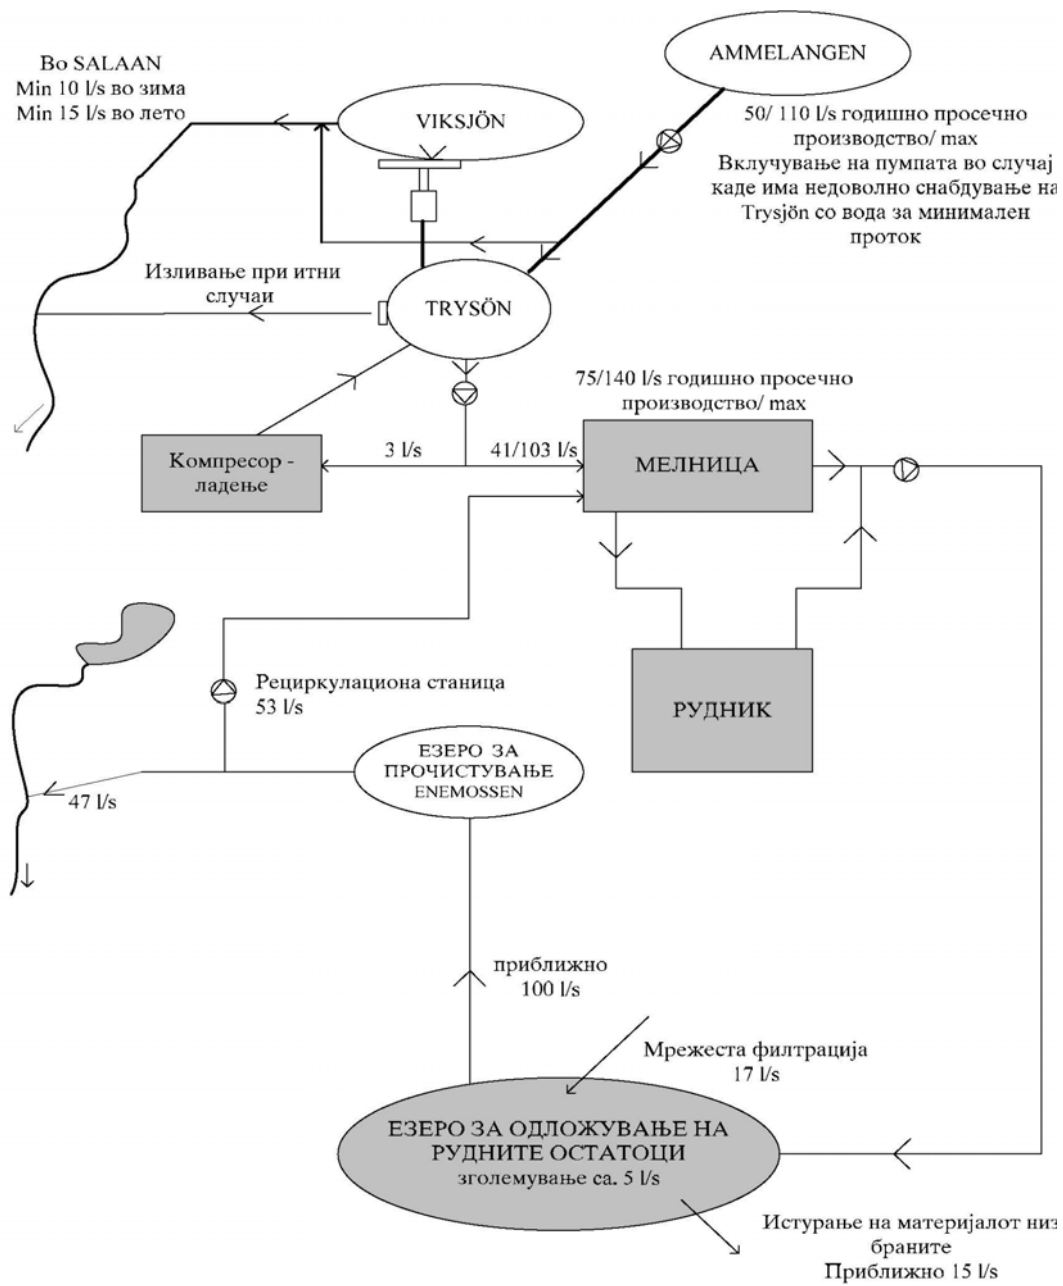 Во SALAAN
Min 10 l/s во зима
Min 15 l/s во лето
VIKSJÖN
AMMELANGEN
50/ 110 l/s годишно просечно
производство/ max
Вклучување на пумпата во случај
каде има недоволно снабдување на
Trysjön со вода за минимален
проток
Изливање при итни
случаи
TRYSÖN
75/140 l/s годишно просечно
производство/ max
Компресор -
ладење
3 l/s
41/103 l/s
МЕЛНИЦА
РУДНИК
Рециркулациона станица
53 l/s
ЕЗЕРО ЗА
ПРОЧИСТУВАЊЕ
ENEMOSSEN
47 l/s
приближно
100 l/s
Мрежеста филтрација
17 l/s
ЕЗЕРО ЗА ОДЛОЖУВАЊЕ НА
РУДНИТЕ ОСТАТОЦИ
зголемување ca. 5 l/s
Истурање на материјалот низ
браните
Приближно 15 l/s